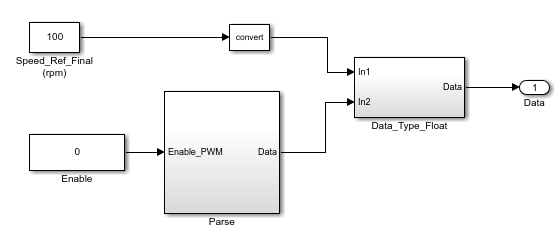 100
Speed_Ref_Final
(rpm)
convert
In1
In2
Data
Data_Type_Float
1
Data
0
Enable
Enable_PWM
Data
Parse